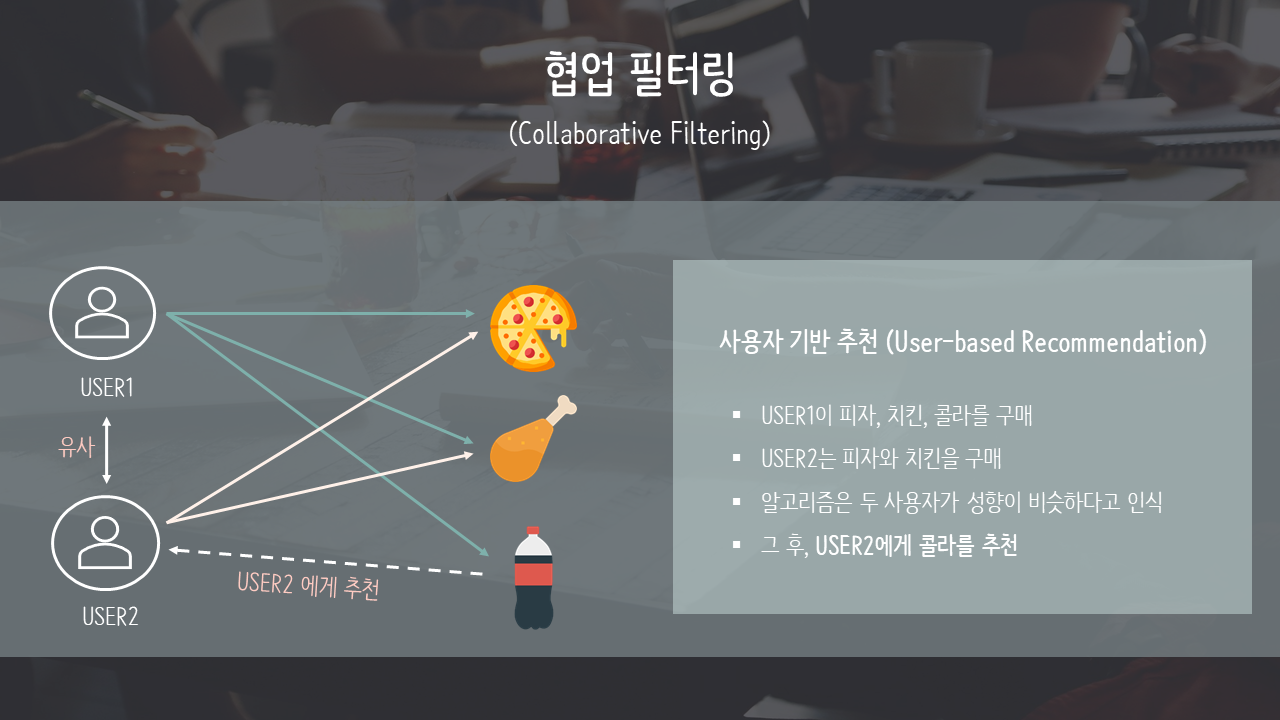 협업 필터링
(Collaborative Filtering)
USER1
유사
USER2
USER2 에게 추천
사용자 기반 추천 (User-based Recommendation)
▪ USER1이 피자, 치킨, 콜라를 구매
▪ USER2는 피자와 치킨을 구매
▪ 알고리즘은 두 사용자가 성향이 비슷하다고 인식
▪ 그 후, USER2에게 콜라를 추천